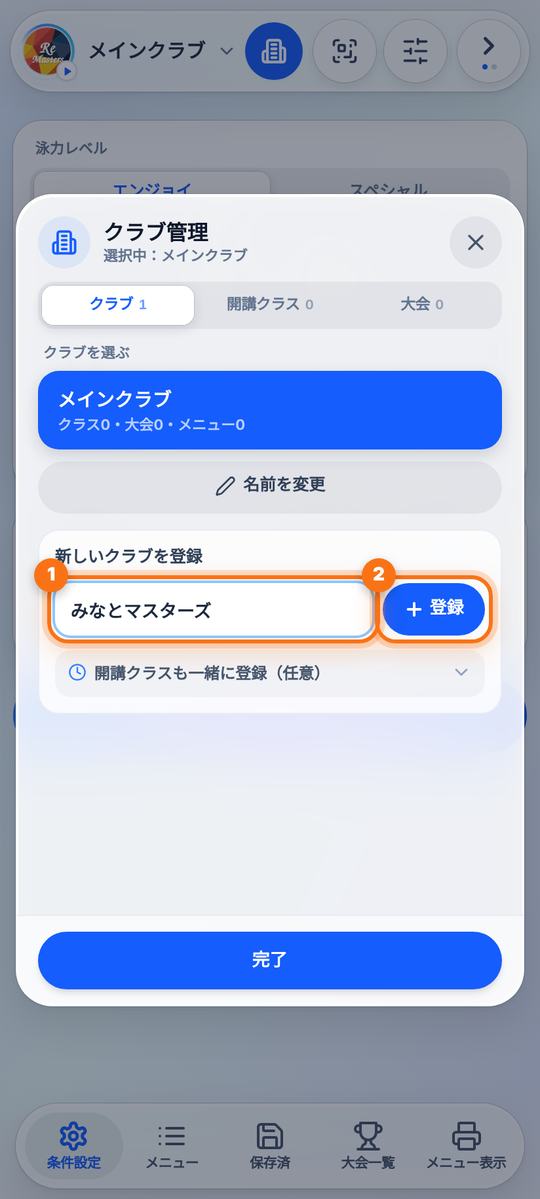 Re
Masters
メインクラブ
泳力レベル
エンジョイ
スペシャル
クラブ管理
選択中：メインクラブ
クラブ 1
開講クラス 0
大会 0
クラブを選ぶ
メインクラブ
クラス0・大会0・メニュー0
名前を変更
新しいクラブを登録
1
2
みなとマスターズ
+ 登録
開講クラスも一緒に登録（任意）
完了
条件設定
メニュー
保存済
大会一覧
メニュー表示